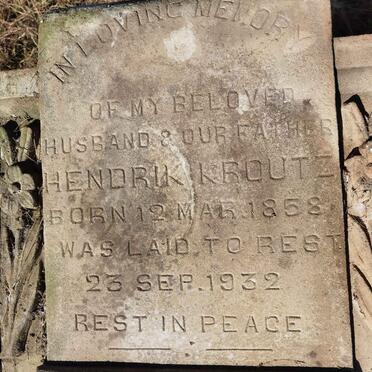 IN LOVING MEMORY
OF MY BELOVED
HUSBAND & OUR FATHER
HENDRIK KROUTZ
BORN 12 MAR. 1858
WAS LAID TO REST
23 SEP. 1932
REST IN PEACE